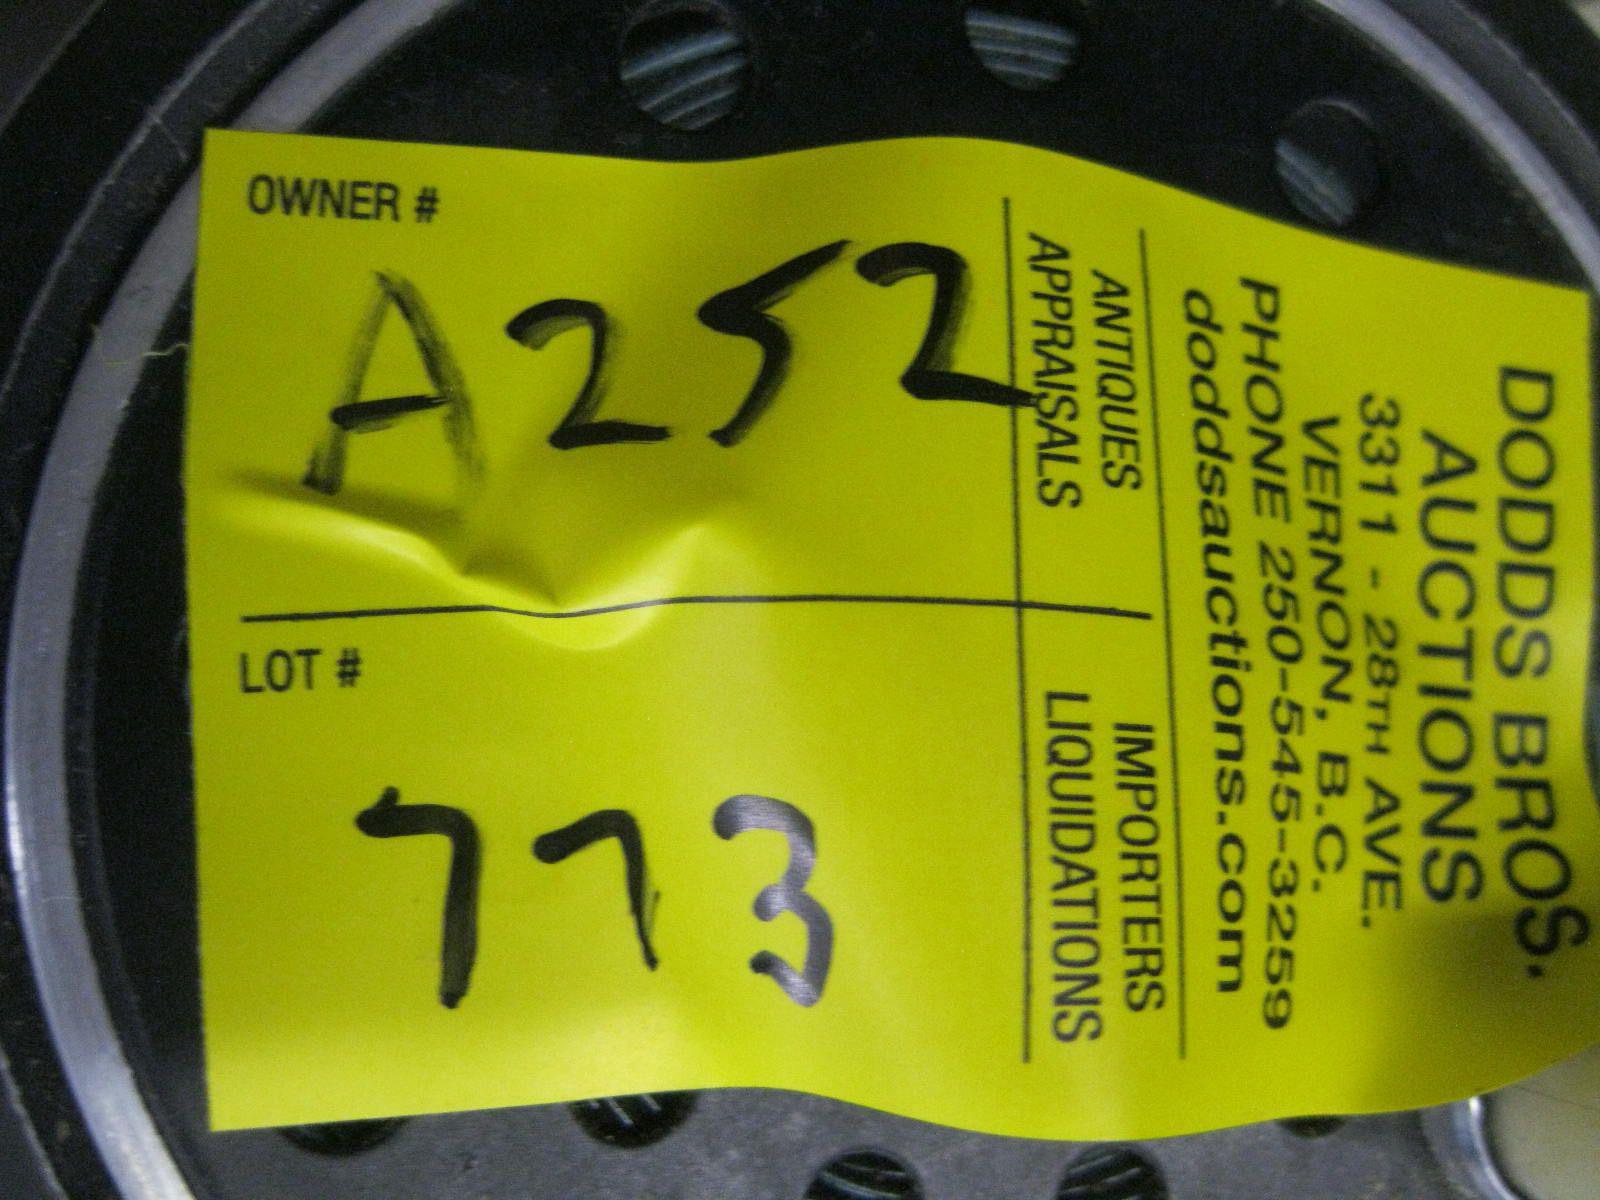 DODDS BROS.
AUCTIONS
3311 - 28TH AVE.
VERNON, B.C.
PHONE 250-545-3259
doddsauctions.com
ANTIQUES
APPRAISALS
IMPORTERS
LIQUIDATIONS
OWNER #
A252
LOT #
773